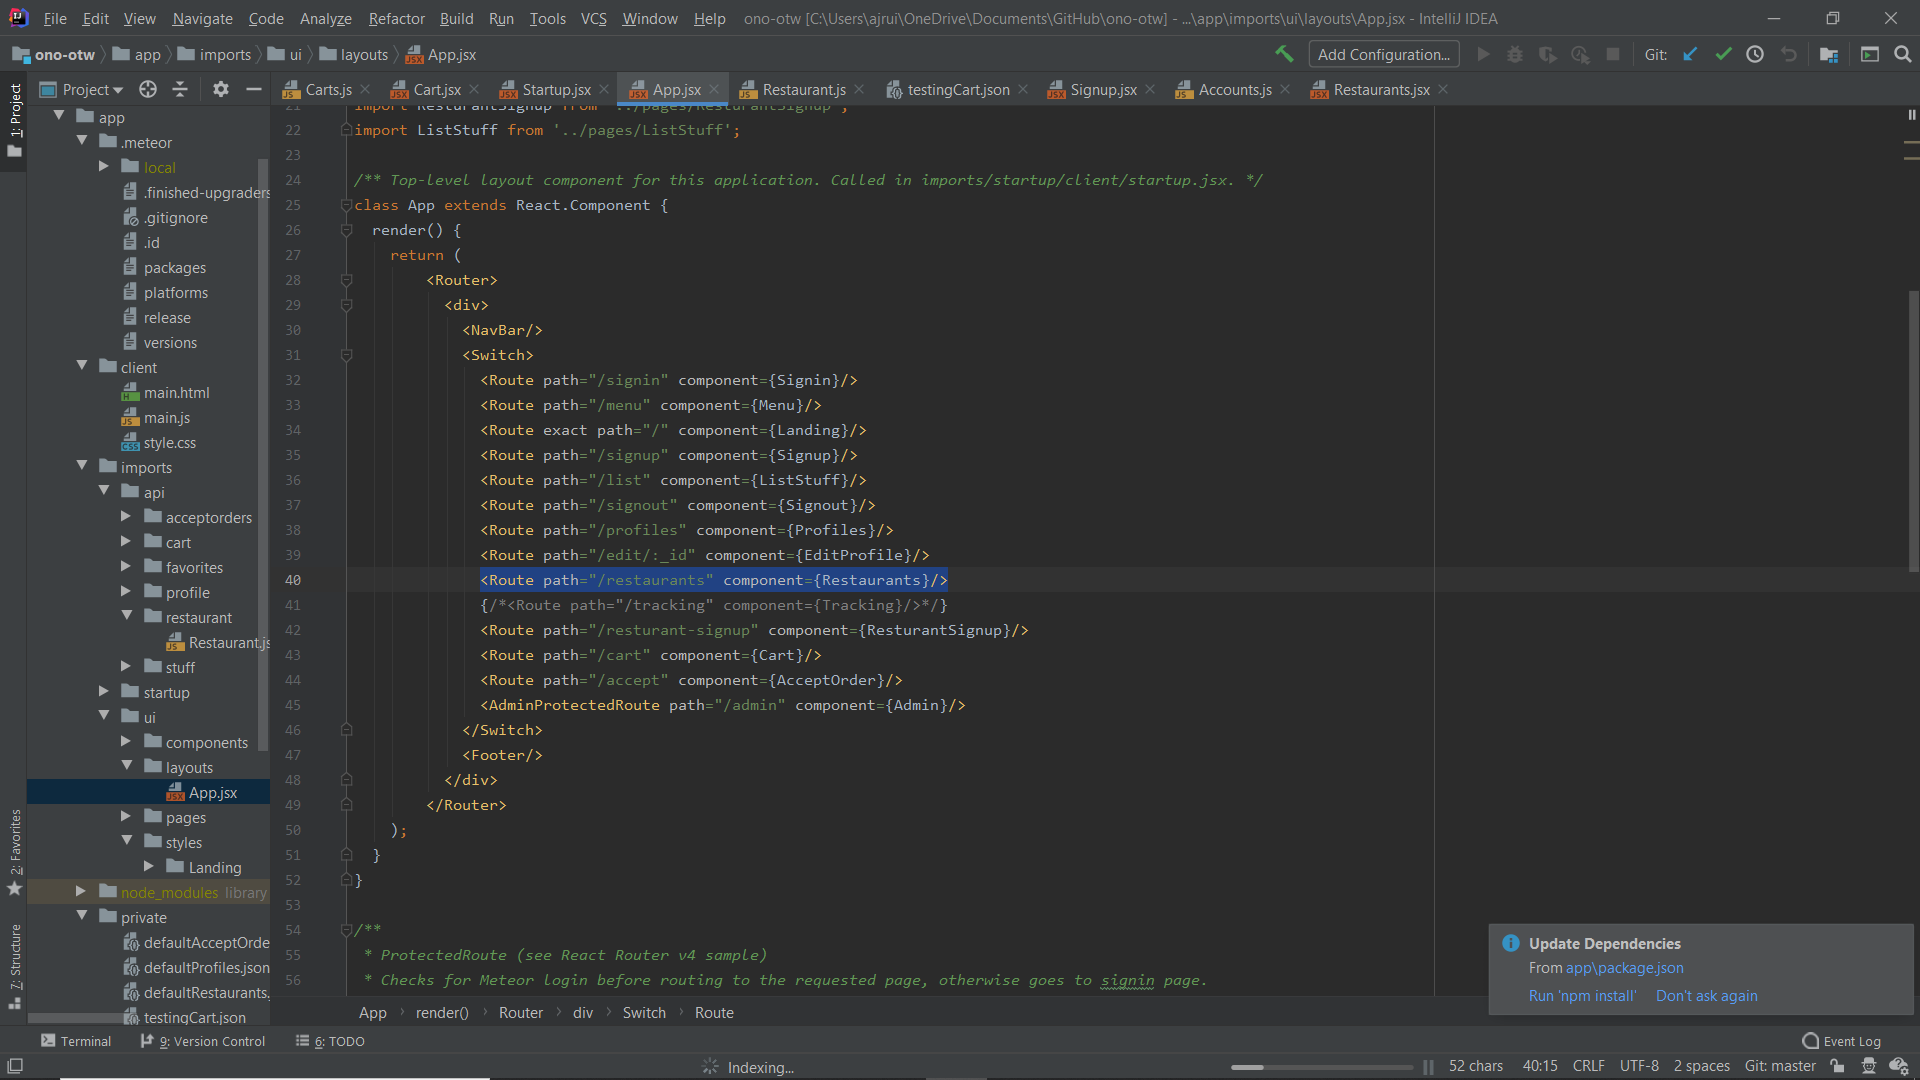 File Edit View Navigate Code Analyze Refactor Build Run Tools VCS Window Help ono-otw [C:\Users\ajrui\OneDrive\Documents\GitHub\ono-otw] - ...\app\imports\ui\layouts\App.jsx - IntelliJ IDEA
ono-otw app imports ui layouts App.jsx Add Configuration... Git:
Project Carts.js Cart.jsx Startup.jsx App.jsx Restaurant.js testingCart.json Signup.jsx Accounts.js Restaurants.jsx
1: Project
2: Favorites
7: Structure
app
.meteor
local
.finished-upgraders
.gitignore
.id
packages
platforms
release
versions
client
main.html
main.js
style.css
imports
api
acceptorders
cart
favorites
profile
restaurant
Restaurant.js
stuff
startup
ui
components
layouts
App.jsx
pages
styles
Landing
node_modules library
private
defaultAcceptOrde
defaultProfiles.json
defaultRestaurants.
testingCart.json
21 import ResturantSignup from '../pages/ResturantSignup';
22 import ListStuff from '../pages/ListStuff';
23
24 /** Top-level layout component for this application. Called in imports/startup/client/startup.jsx. */
25 class App extends React.Component {
26 render() {
27 return (
28 <Router>
29 <div>
30 <NavBar/>
31 <Switch>
32 <Route path="/signin" component={Signin}/>
33 <Route path="/menu" component={Menu}/>
34 <Route exact path="/" component={Landing}/>
35 <Route path="/signup" component={Signup}/>
36 <Route path="/list" component={ListStuff}/>
37 <Route path="/signout" component={Signout}/>
38 <Route path="/profiles" component={Profiles}/>
39 <Route path="/edit/:_id" component={EditProfile}/>
40 <Route path="/restaurants" component={Restaurants}/>
41 {/*<Route path="/tracking" component={Tracking}/>*/}
42 <Route path="/resturant-signup" component={ResturantSignup}/>
43 <Route path="/cart" component={Cart}/>
44 <Route path="/accept" component={AcceptOrder}/>
45 <AdminProtectedRoute path="/admin" component={Admin}/>
46 </Switch>
47 <Footer/>
48 </div>
49 </Router>
50 );
51 }
52 }
53
54 /**
55 * ProtectedRoute (see React Router v4 sample)
56 * Checks for Meteor login before routing to the requested page, otherwise goes to signin page.
Update Dependencies
From app\package.json
Run 'npm install' Don't ask again
App render() Router div Switch Route
Terminal 9: Version Control 6: TODO Event Log
Indexing... 52 chars 40:15 CRLF UTF-8 2 spaces Git: master